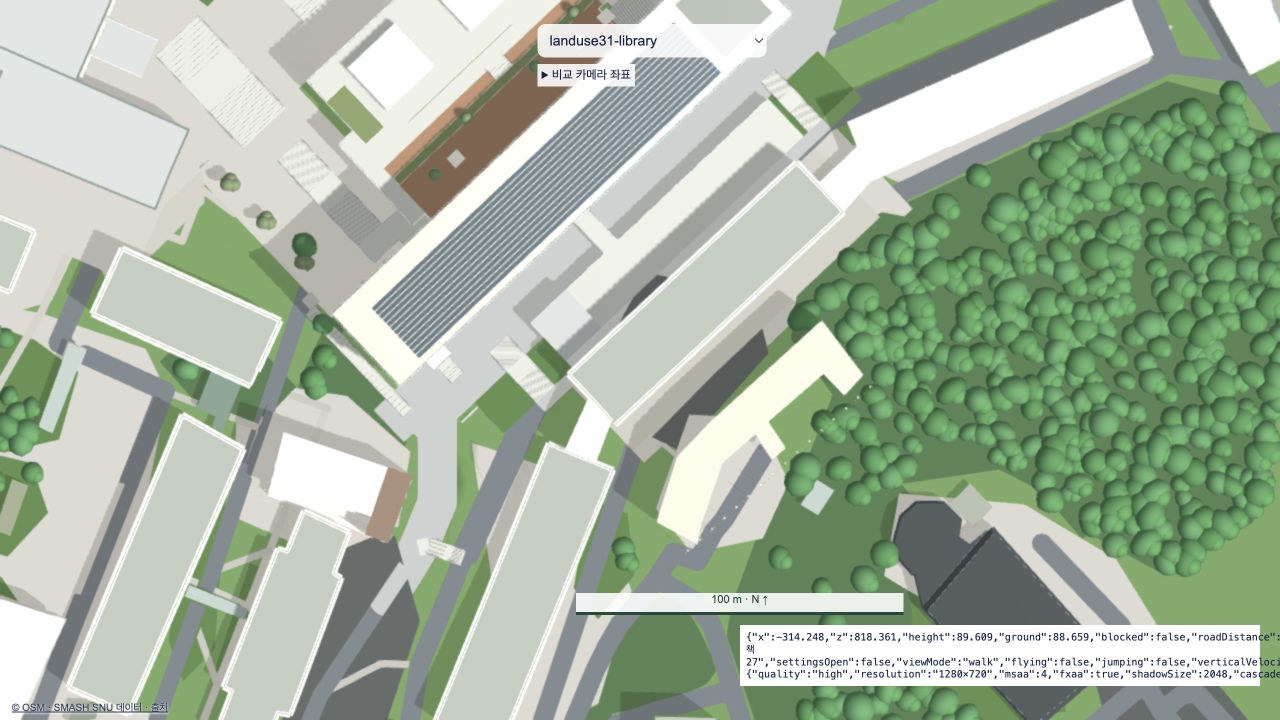 landuse31-library
▶ 비교 카메라 좌표
100 m · N ↑
{"x":−314.248,"z":818.361,"height":89.609,"ground":88.659,"blocked":false,"roadDistance"
책
27","settingsOpen":false,"viewMode":"walk","flying":false,"jumping":false,"verticalVeloci
{"quality":"high","resolution":"1280×720","msaa":4,"fxaa":true,"shadowSize":2048,"cascade
© OSM · SMASH SNU 데이터 · 출처